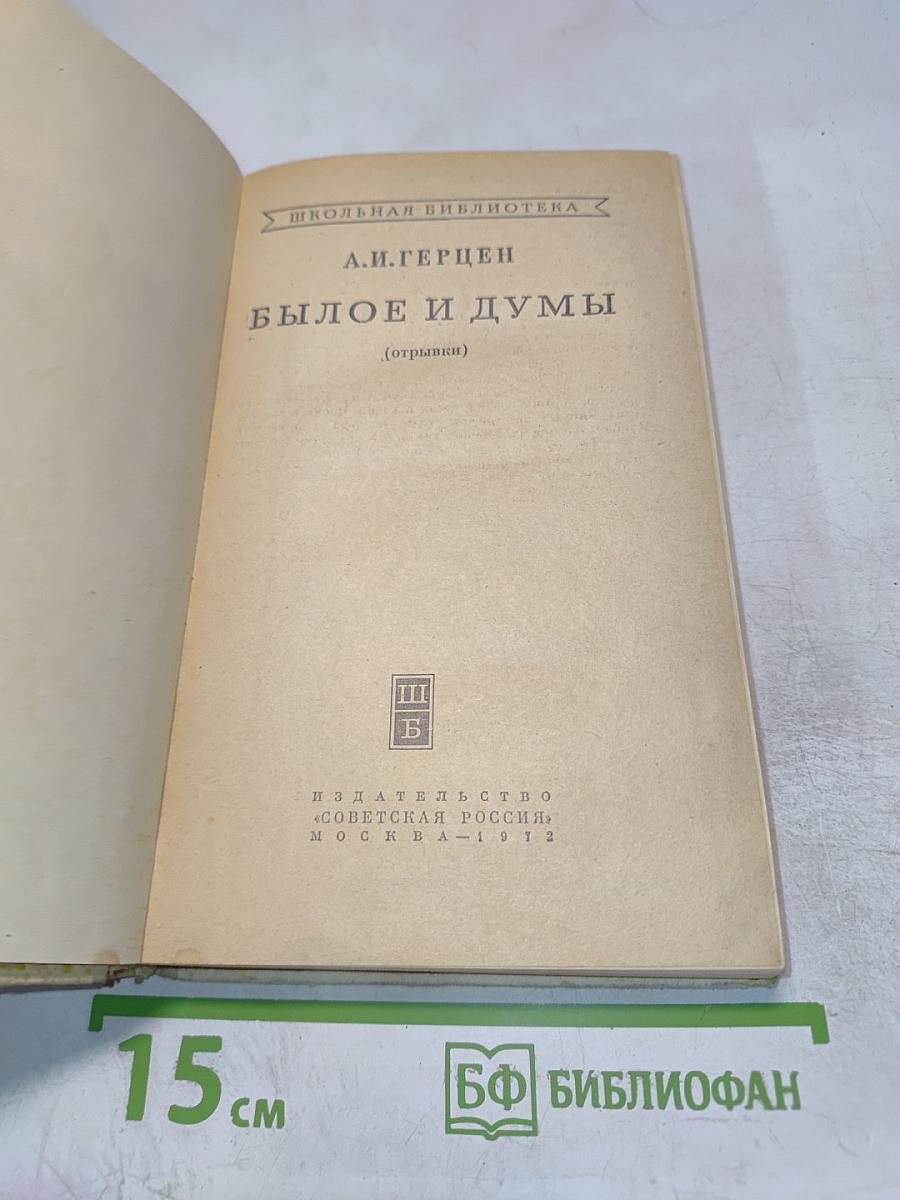 ШКОЛЬНАЯ БИБЛИОТЕКА
А.И.ГЕРЦЕН
БЫЛОЕ И ДУМЫ
(отрывки)
Ш
Б
ИЗДАТЕЛЬСТВО
«СОВЕТСКАЯ РОССИЯ»
МОСКВА—1972
15 см
БФ БИБЛИОФАН